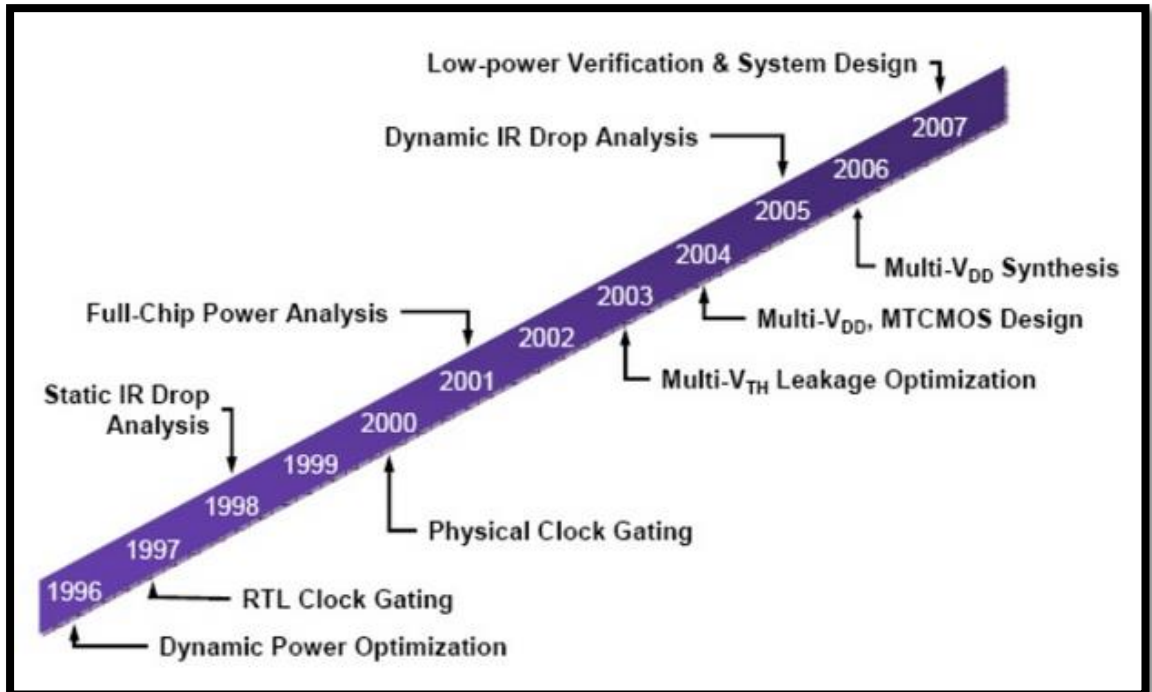 Low-power Verification & System Design
2007
Dynamic IR Drop Analysis
2006
2005
Multi-VDD Synthesis
2004
Full-Chip Power Analysis
2003
Multi-VDD, MTCMOS Design
2002
Multi-VTH Leakage Optimization
2001
Static IR Drop
Analysis
2000
1999
1998
Physical Clock Gating
1997
1996
RTL Clock Gating
Dynamic Power Optimization